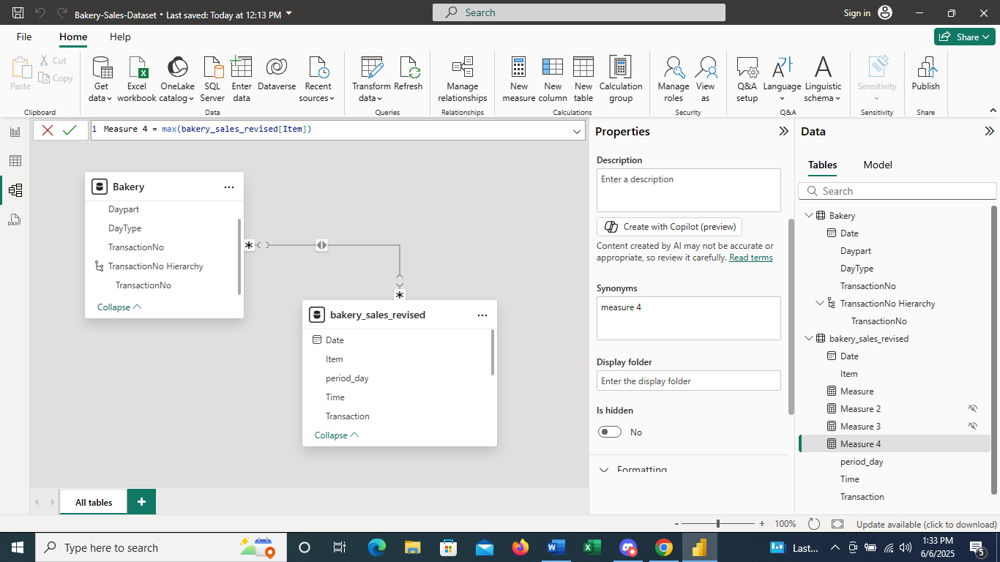 Bakery-Sales-Dataset • Last saved: Today at 12:13 PM
Search
Sign in
File
Home
Help
Share
Paste
Cut
Copy
Clipboard
Get data
Excel workbook
OneLake catalog
SQL Server
Enter data
Dataverse
Recent sources
Data
Transform data
Refresh
Queries
Manage relationships
Relationships
New measure
New column
New table
Calculation group
Calculations
Manage roles
View as
Security
Q&A setup
Language
Linguistic schema
Q&A
Sensitivity
Sensitivity
Publish
Share
1 Measure 4 = max(bakery_sales_revised[Item])
DAX
Bakery
Daypart
DayType
TransactionNo
TransactionNo Hierarchy
TransactionNo
Collapse
bakery_sales_revised
Date
Item
period_day
Time
Transaction
Collapse
All tables
Properties
Description
Enter a description
Create with Copilot (preview)
Content created by AI may not be accurate or
appropriate, so review it carefully. Read terms
Synonyms
measure 4
Display folder
Enter the display folder
Is hidden
No
Formatting
Data
Tables
Model
Search
Bakery
Date
Daypart
DayType
TransactionNo
TransactionNo Hierarchy
TransactionNo
bakery_sales_revised
Date
Item
Measure
Measure 2
Measure 3
Measure 4
period_day
Time
Transaction
- + 100%
Update available (click to download)
Type here to search
Last...
1:33 PM
6/6/2025
5